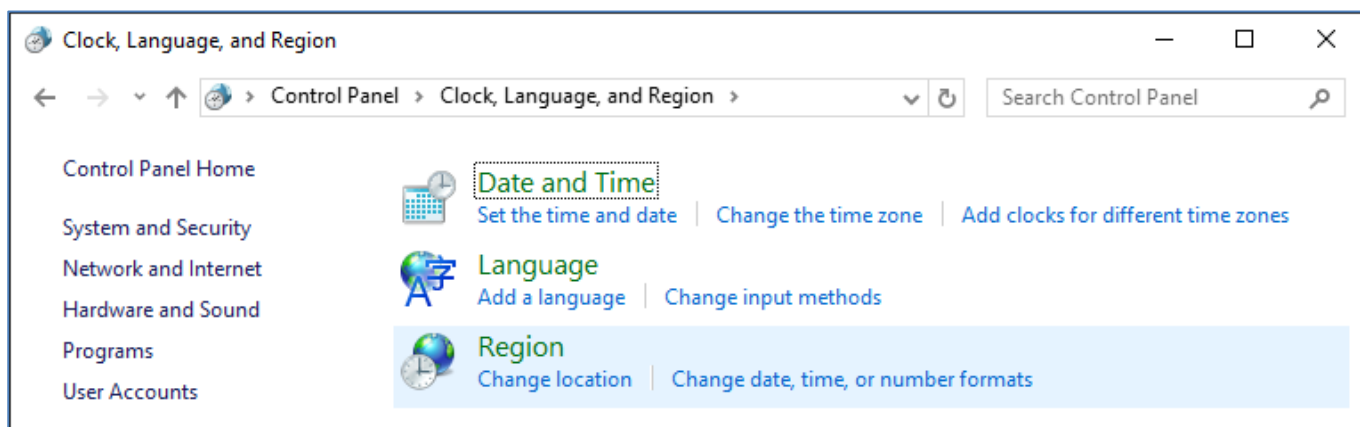 Clock, Language, and Region
Control Panel > Clock, Language, and Region >
Search Control Panel
Control Panel Home
System and Security
Network and Internet
Hardware and Sound
Programs
User Accounts
Date and Time
Set the time and date | Change the time zone | Add clocks for different time zones
Language
Add a language | Change input methods
Region
Change location | Change date, time, or number formats